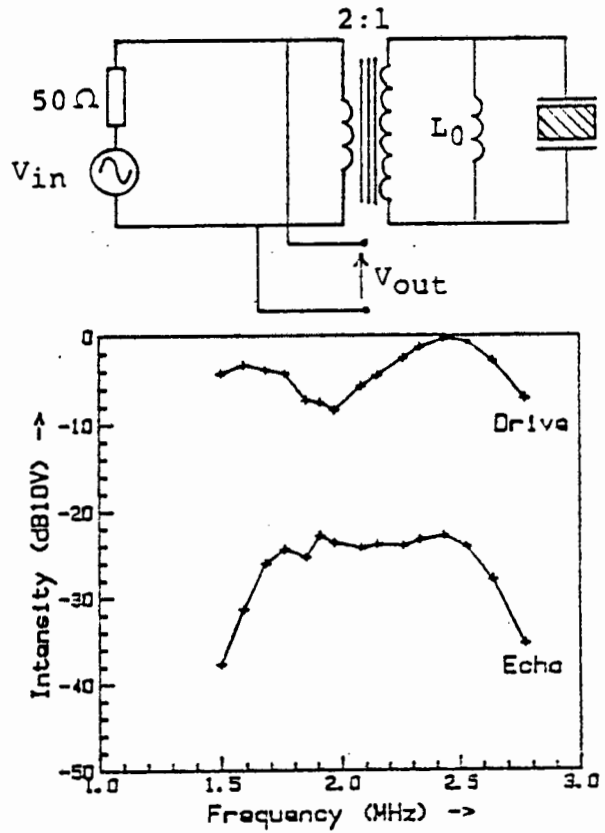 2:1
50Ω
L0
Vin
Vout
0
-10
-20
-30
-40
-50
Intensity (dB10V) ->
Drive
Echo
1.0 1.5 2.0 2.5 3.0
Frequency (MHz) ->